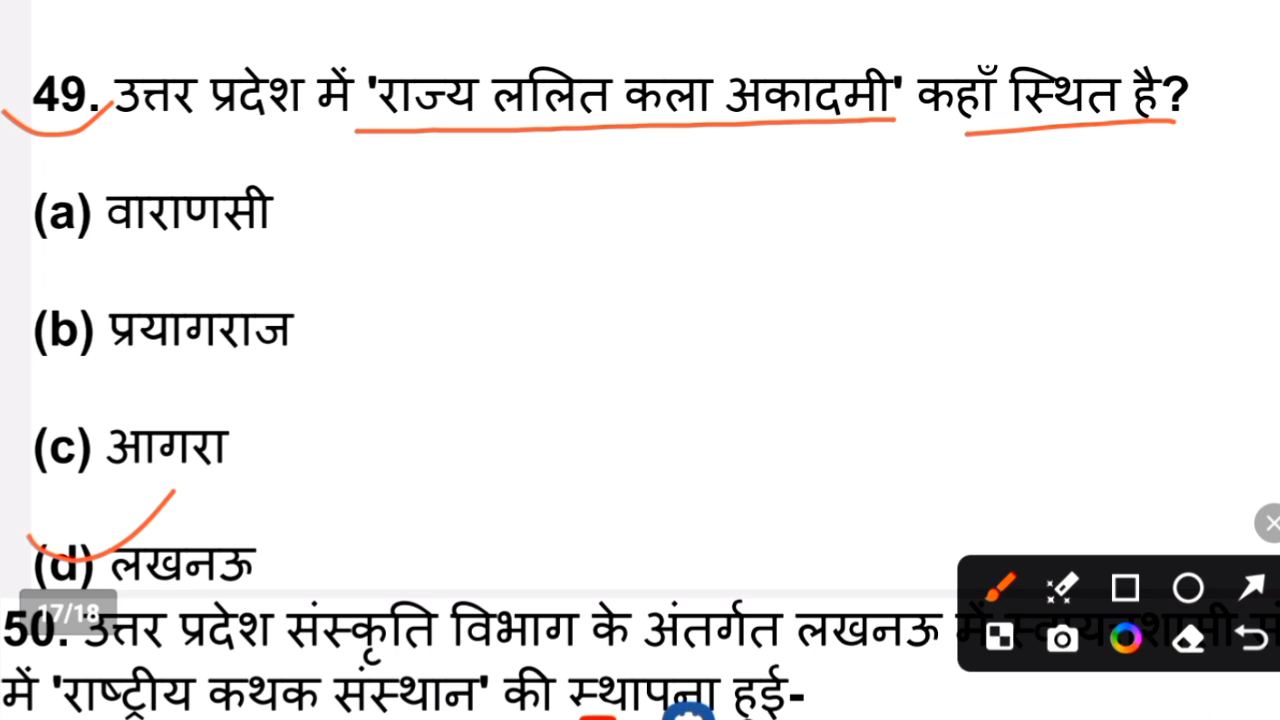 49. उत्तर प्रदेश में 'राज्य ललित कला अकादमी' कहाँ स्थित है?
(a) वाराणसी
(b) प्रयागराज
(c) आगरा
(d) लखनऊ
17/18
50. उत्तर प्रदेश संस्कृति विभाग के अंतर्गत लखनऊ में
में 'राष्ट्रीय कथक संस्थान' की स्थापना हुई-